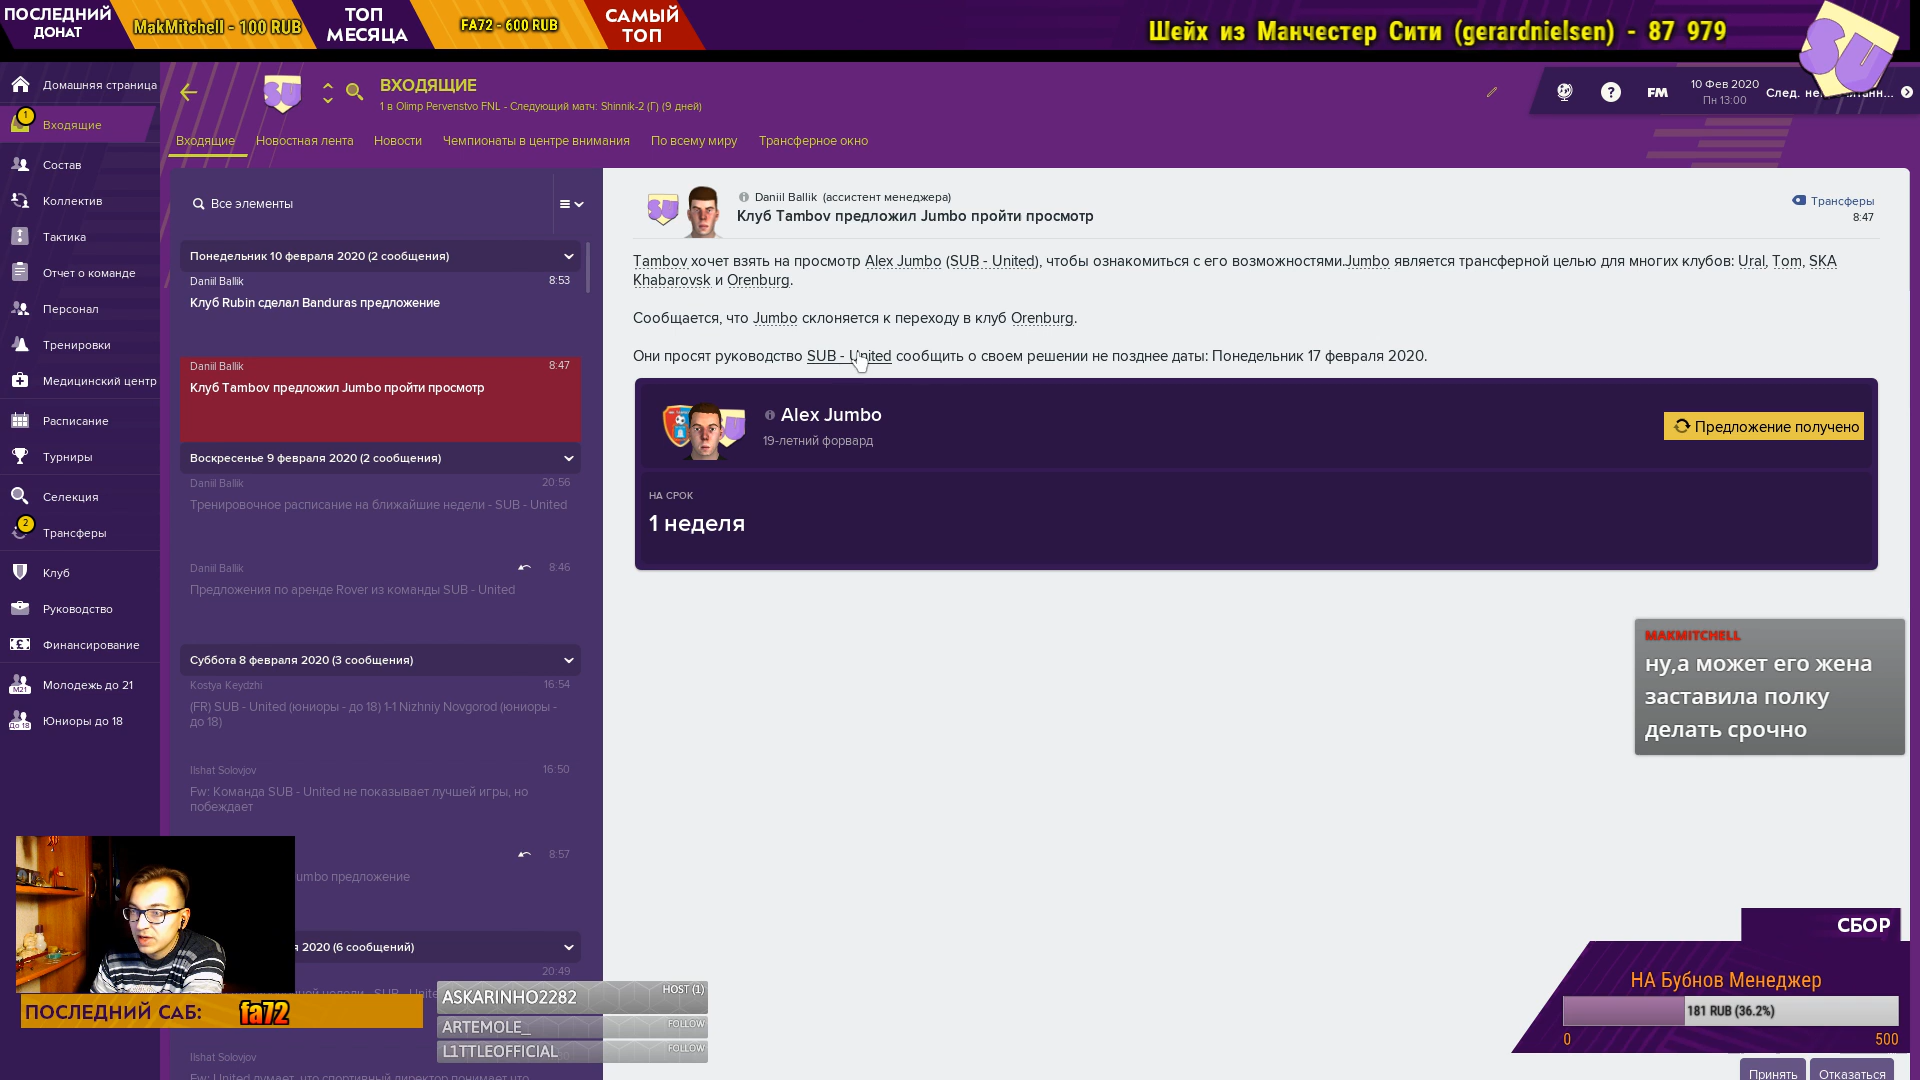 ПОСЛЕДНИЙ ДОНАТ
MakMitchell - 100 RUB
ТОП МЕСЯЦА
FA72 - 600 RUB
САМЫЙ ТОП
Шейх из Манчестер Сити (gerardnielsen) - 87 979
SU
Домашняя страница
1
Входящие
Состав
Коллектив
Тактика
Отчет о команде
Персонал
Тренировки
Медицинский центр
Расписание
Турниры
Селекция
2
Трансферы
Клуб
Руководство
Финансирование
Молодежь до 21
Юниоры до 18
ВХОДЯЩИЕ
1 в Olimp Pervenstvo FNL - Следующий матч: Shinnik-2 (Г) (9 дней)
FM
10 Фев 2020
Пн 13:00
След.
Входящие
Новостная лента
Новости
Чемпионаты в центре внимания
По всему миру
Трансферное окно
Все элементы
Понедельник 10 февраля 2020 (2 сообщения)
Daniil Ballik 8:53
Клуб Rubin сделал Banduras предложение
Daniil Ballik 8:47
Клуб Tambov предложил Jumbo пройти просмотр
Воскресенье 9 февраля 2020 (2 сообщения)
Daniil Ballik 20:56
Тренировочное расписание на ближайшие недели - SUB - United
Daniil Ballik 8:46
Предложения по аренде Rover из команды SUB - United
Суббота 8 февраля 2020 (3 сообщения)
Kostya Keydzhi 16:54
(FR) SUB - United (юниоры - до 18) 1-1 Nizhniy Novgorod (юниоры -
до 18)
Ilshat Solovjov 16:50
Fw: Команда SUB - United не показывает лучшей игры, но
побеждает
8:57
umbo предложение
2020 (6 сообщений)
20:49
Ilshat Solovjov
Fw: United думает, что спортивный директор понимает что
Daniil Ballik (ассистент менеджера)
Клуб Tambov предложил Jumbo пройти просмотр
Трансферы
8:47
Tambov хочет взять на просмотр Alex Jumbo (SUB - United), чтобы ознакомиться с его возможностями.Jumbo является трансферной целью для многих клубов: Ural, Tom, SKA
Khabarovsk и Orenburg.
Сообщается, что Jumbo склоняется к переходу в клуб Orenburg.
Они просят руководство SUB - United сообщить о своем решении не позднее даты: Понедельник 17 февраля 2020.
Alex Jumbo
19-летний форвард
Предложение получено
НА СРОК
1 неделя
MAKMITCHELL
ну,а может его жена
заставила полку
делать срочно
СБОР
НА Бубнов Менеджер
181 RUB (36.2%)
0 500
Принять
Отказаться
ПОСЛЕДНИЙ САБ: fa72
ASKARINHO2282 HOST (1)
ARTEMOLE_ FOLLOW
L1TTLEOFFICIAL FOLLOW